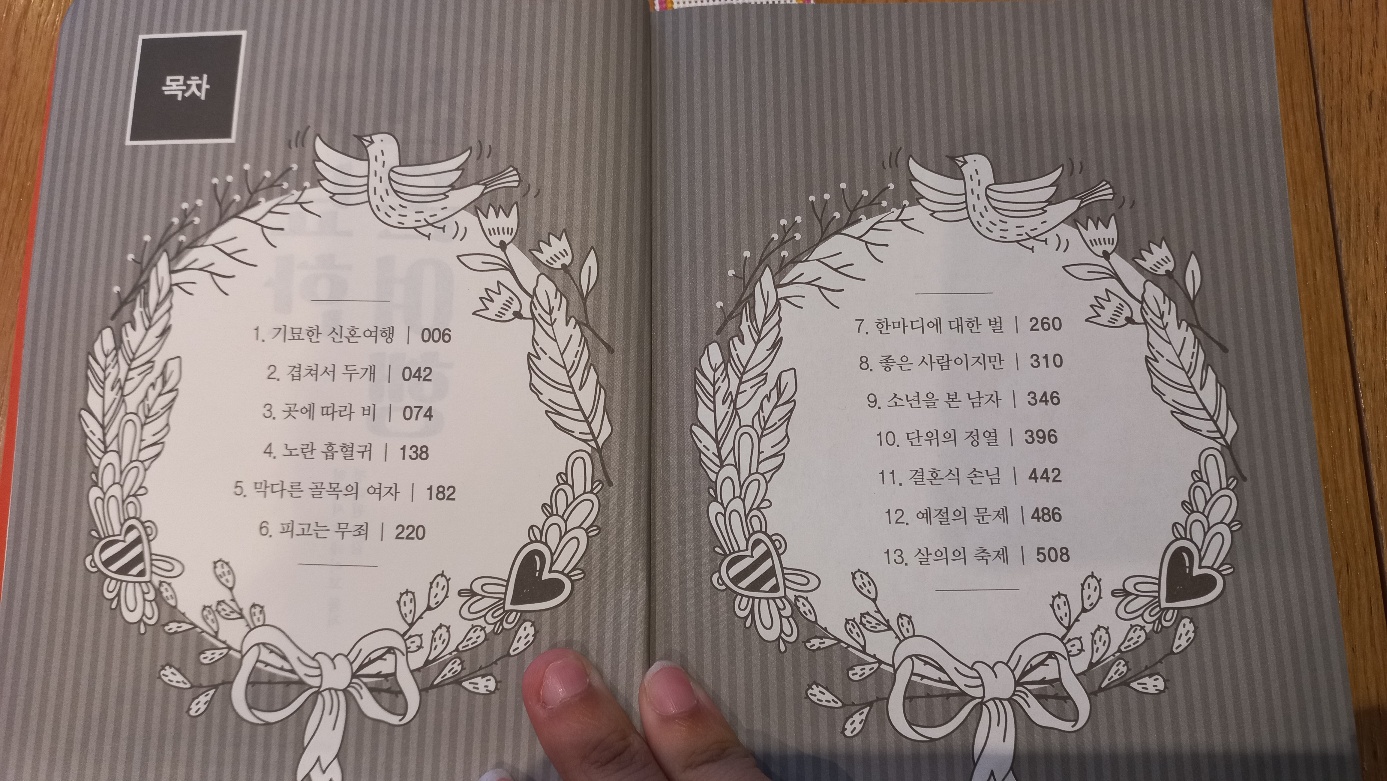 목차
1. 기묘한 신혼여행 | 006
2. 겹쳐서 두개 | 042
3. 곳에 따라 비 | 074
4. 노란 흡혈귀 | 138
5. 막다른 골목의 여자 | 182
6. 피고는 무죄 | 220
7. 한마디에 대한 벌 | 260
8. 좋은 사람이지만 | 310
9. 소년을 본 남자 | 346
10. 단위의 정열 | 396
11. 결혼식 손님 | 442
12. 예절의 문제 | 486
13. 살의의 축제 | 508